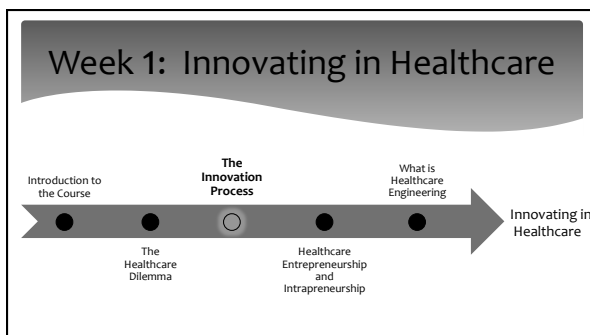 Week 1: Innovating in Healthcare
Introduction to
the Course
The
Healthcare
Dilemma
The
Innovation
Process
Healthcare
Entrepreneurship
and
Intrapreneurship
What is
Healthcare
Engineering
Innovating in
Healthcare